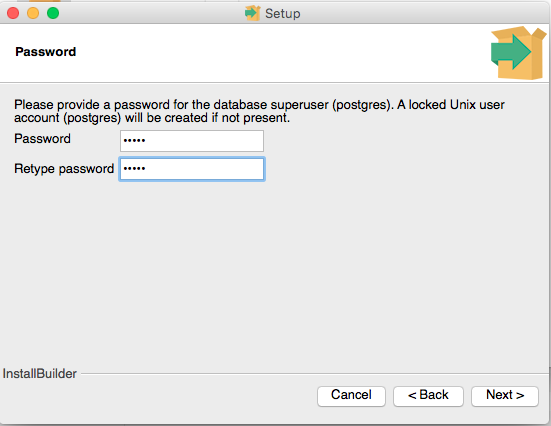 Setup
Password
Please provide a password for the database superuser (postgres). A locked Unix user
account (postgres) will be created if not present.
Password •••••
Retype password •••••
InstallBuilder
Cancel < Back Next >